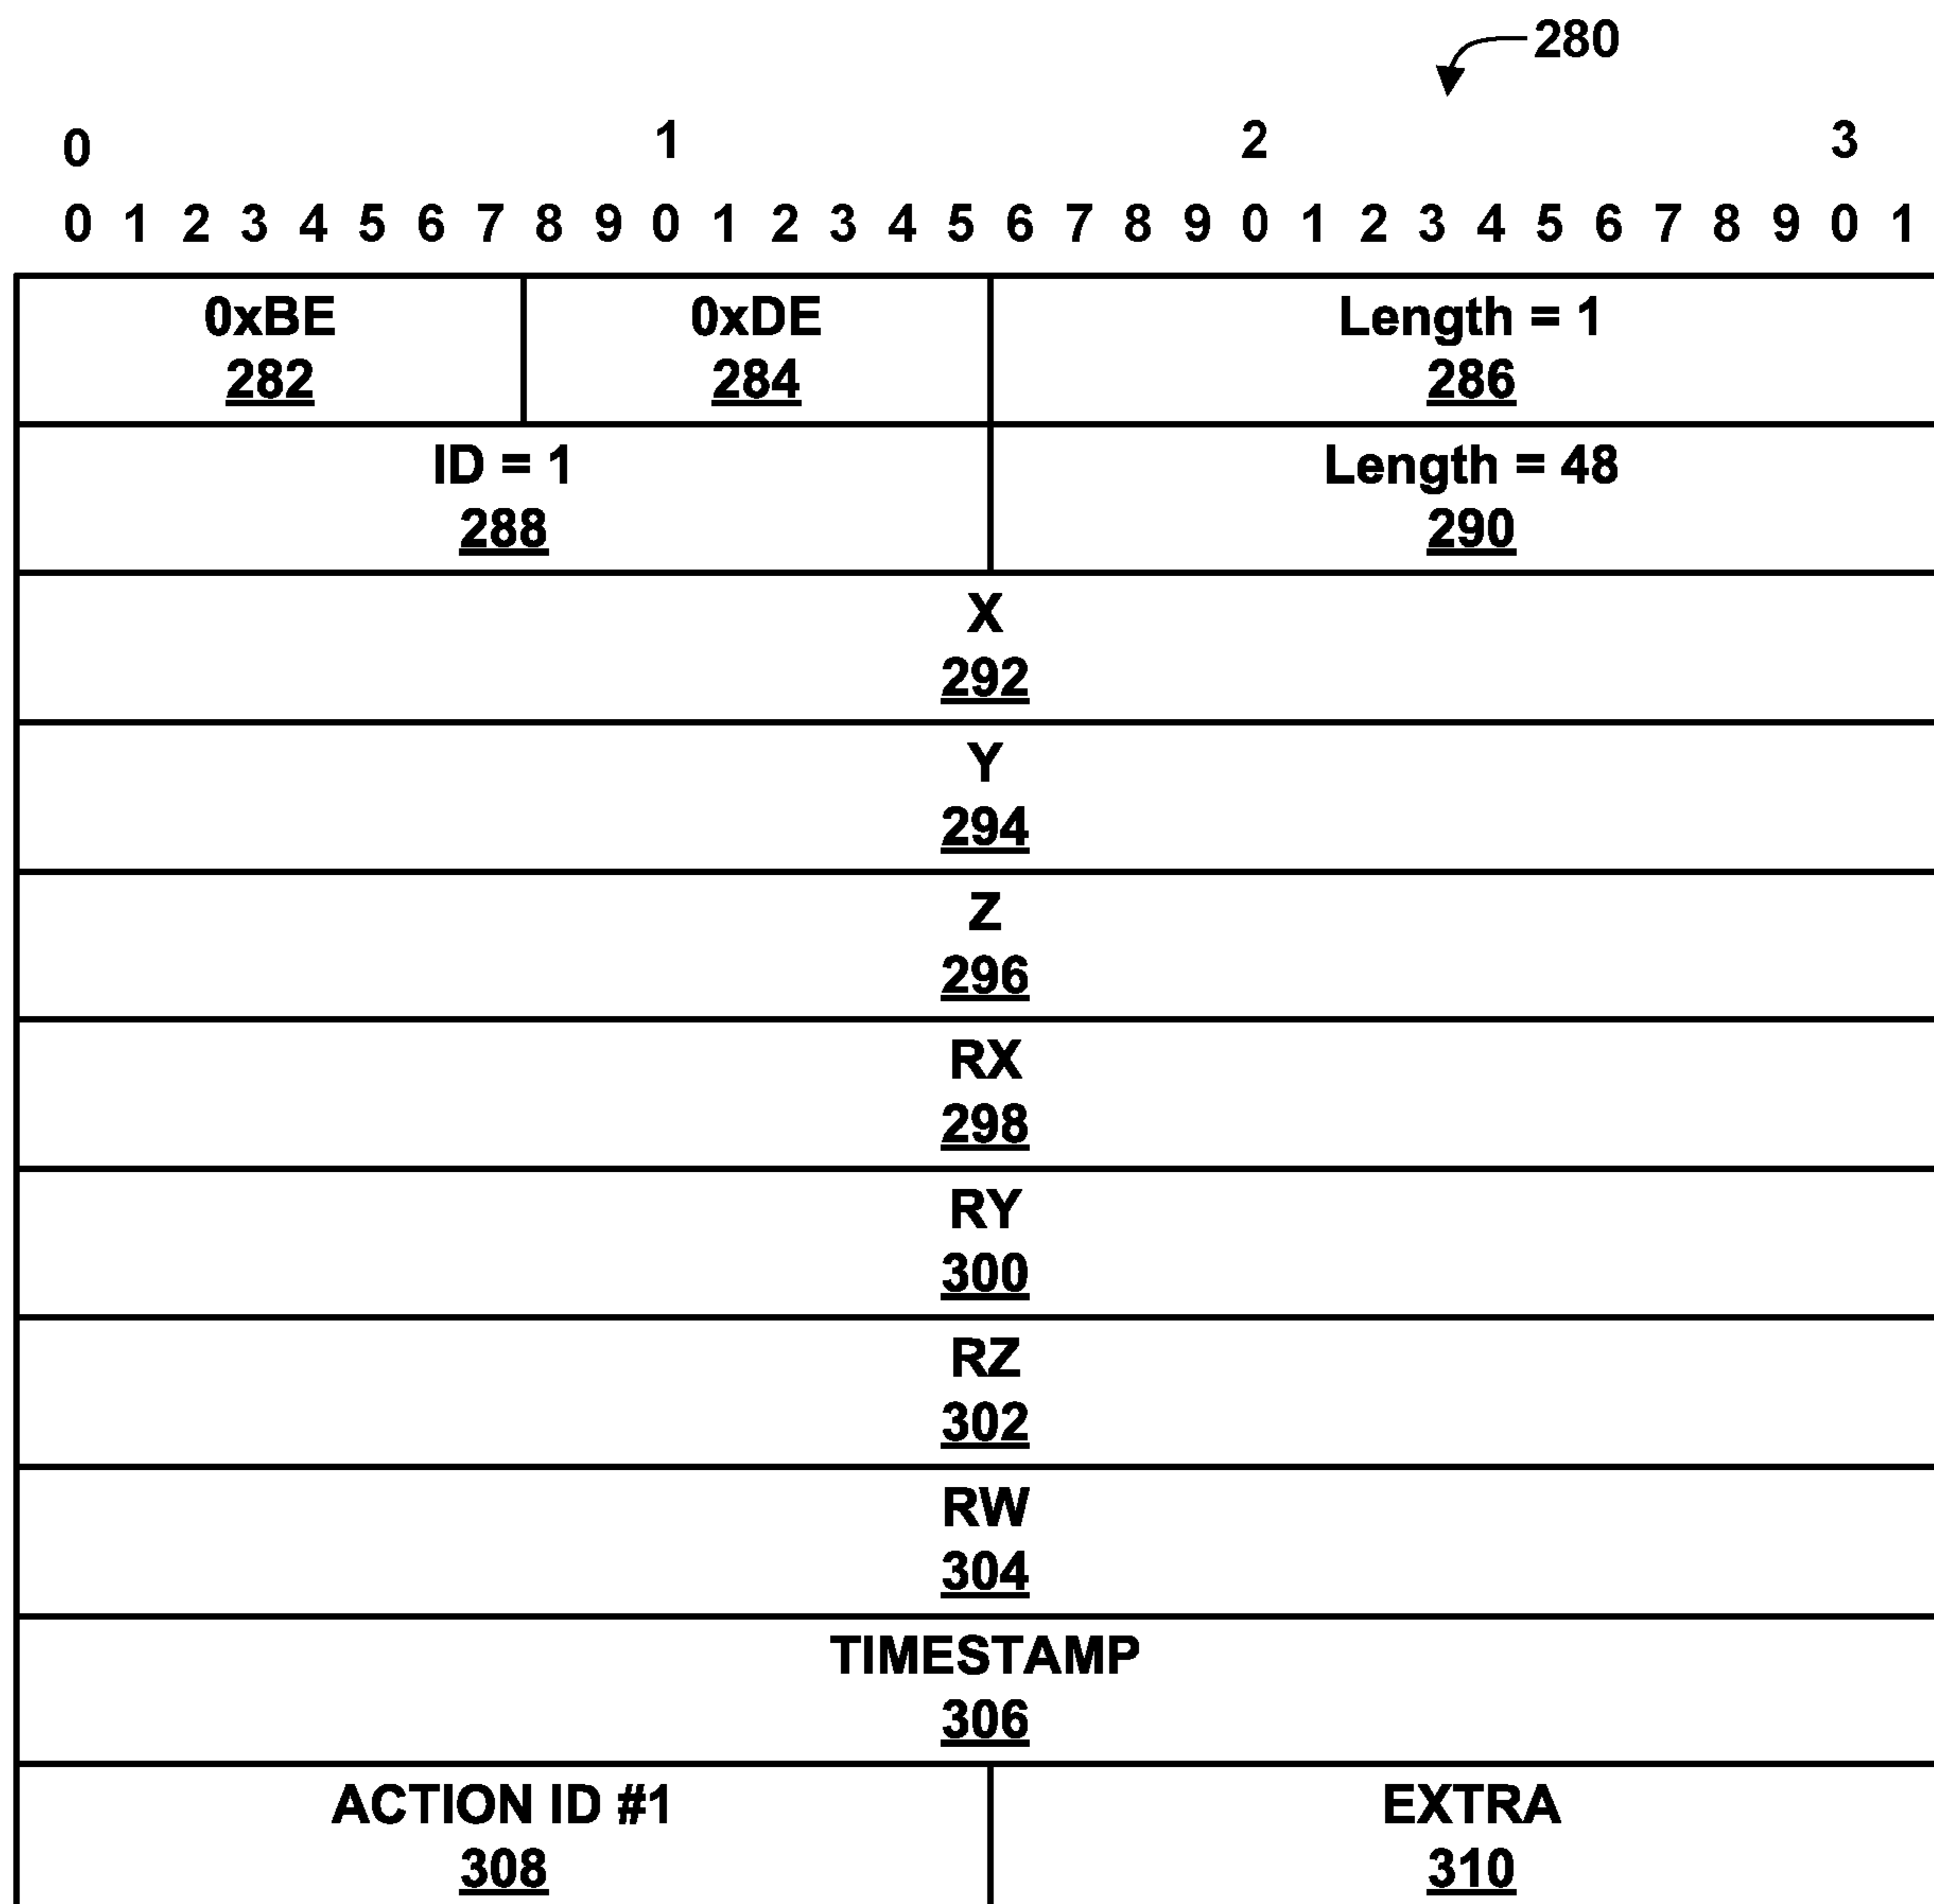 280
0 1 2 3
0 1 2 3 4 5 6 7 8 9 0 1 2 3 4 5 6 7 8 9 0 1 2 3 4 5 6 7 8 9 0 1
0xBE 0xDE Length = 1
282 284 286
ID = 1 Length = 48
288 290
X
292
Y
294
Z
296
RX
298
RY
300
RZ
302
RW
304
TIMESTAMP
306
ACTION ID #1 EXTRA
308 310